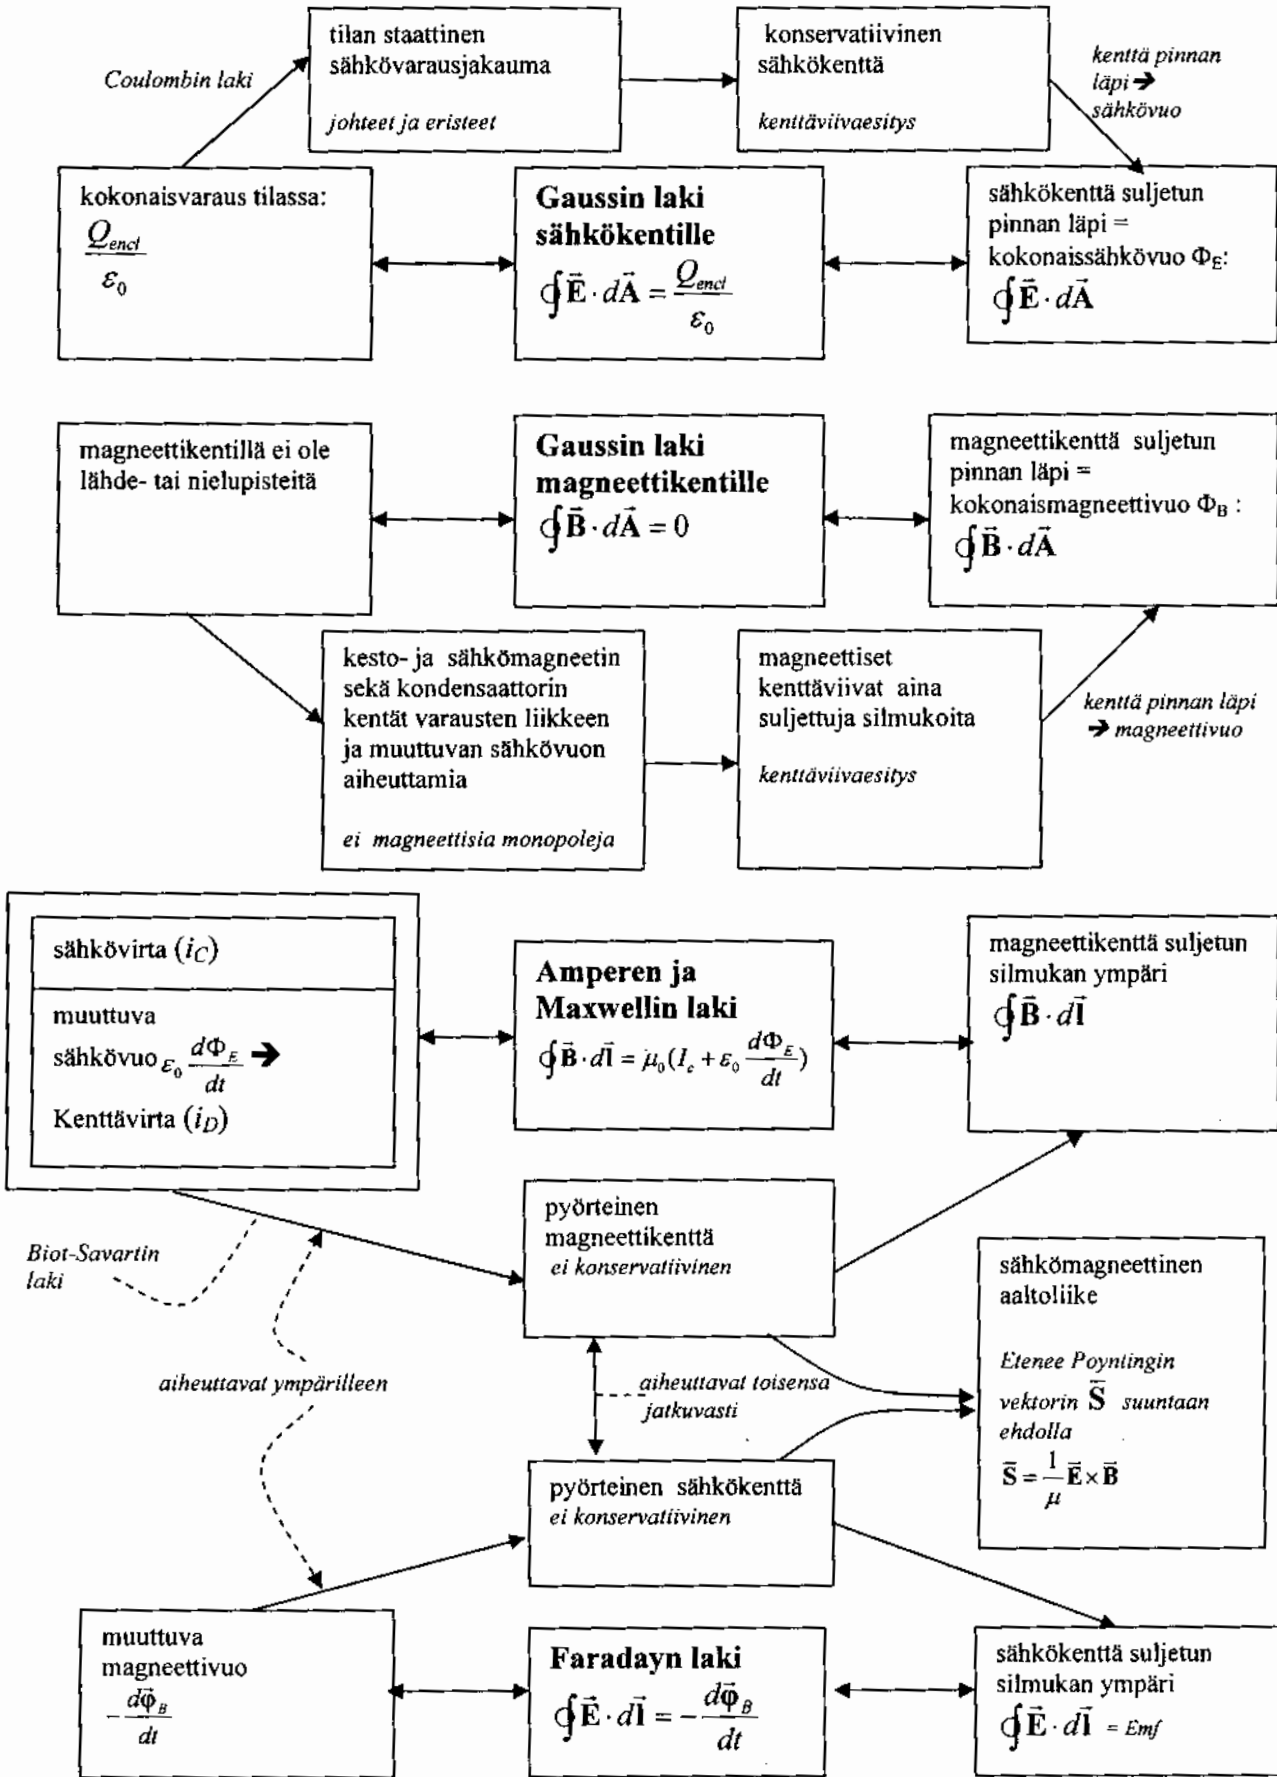 Coulombin laki
tilan staattinen
sähkövarausjakauma
johteet ja eristeet
konservatiivinen
sähkökenttä
kenttäviivaesitys
kenttä pinnan
läpi ➔
sähkövuo
kokonaisvaraus tilassa:
Q_encl / ε₀
Gaussin laki
sähkökentille
∮E⃗ · dA⃗ = Q_encl / ε₀
sähkökenttä suljetun
pinnan läpi =
kokonaissähkövuo Φ_E:
∮E⃗ · dA⃗
magneettikentillä ei ole
lähde- tai nielupisteitä
Gaussin laki
magneettikentille
∮B⃗ · dA⃗ = 0
magneettikenttä suljetun
pinnan läpi =
kokonaismagneettivuo Φ_B :
∮B⃗ · dA⃗
kesto- ja sähkömagneetin
sekä kondensaattorin
kentät varausten liikkeen
ja muuttuvan sähkövuon
aiheuttamia
ei magneettisia monopoleja
magneettiset
kenttäviivat aina
suljettuja silmukoita
kenttäviivaesitys
kenttä pinnan läpi
➔ magneettivuo
sähkövirta (i_C)
muuttuva
sähkövuo ε₀ dΦ_E / dt ➔
Kenttävirta (i_D)
Amperen ja
Maxwellin laki
∮B⃗ · dl⃗ = μ₀(I_c + ε₀ dΦ_E / dt)
magneettikenttä suljetun
silmukan ympäri
∮B⃗ · dl⃗
Biot-Savartin
laki
pyörteinen
magneettikenttä
ei konservatiivinen
aiheuttavat ympärilleen
aiheuttavat toisensa
jatkuvasti
sähkömagneettinen
aaltoliike
Etenee Poyntingin
vektorin S̄ suuntaan
ehdolla
S̄ = 1/μ E⃗ × B⃗
pyörteinen sähkökenttä
ei konservatiivinen
muuttuva
magneettivuo
− dφ⃗_B / dt
Faradayn laki
∮E⃗ · dl⃗ = − dφ⃗_B / dt
sähkökenttä suljetun
silmukan ympäri
∮E⃗ · dl⃗ = Emf